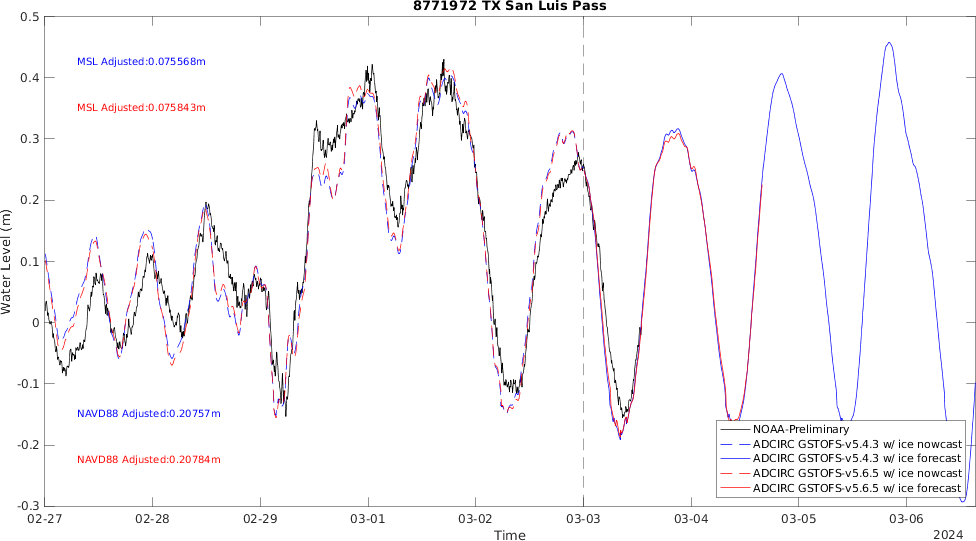 8771972 TX San Luis Pass
0.5
0.4
0.3
0.2
0.1
0
-0.1
-0.2
-0.3
Water Level (m)
MSL Adjusted:0.075568m
MSL Adjusted:0.075843m
NAVD88 Adjusted:0.20757m
NAVD88 Adjusted:0.20784m
NOAA-Preliminary
ADCIRC GSTOFS-v5.4.3 w/ ice nowcast
ADCIRC GSTOFS-v5.4.3 w/ ice forecast
ADCIRC GSTOFS-v5.6.5 w/ ice nowcast
ADCIRC GSTOFS-v5.6.5 w/ ice forecast
02-27 02-28 02-29 03-01 03-02 03-03 03-04 03-05 03-06
Time
2024